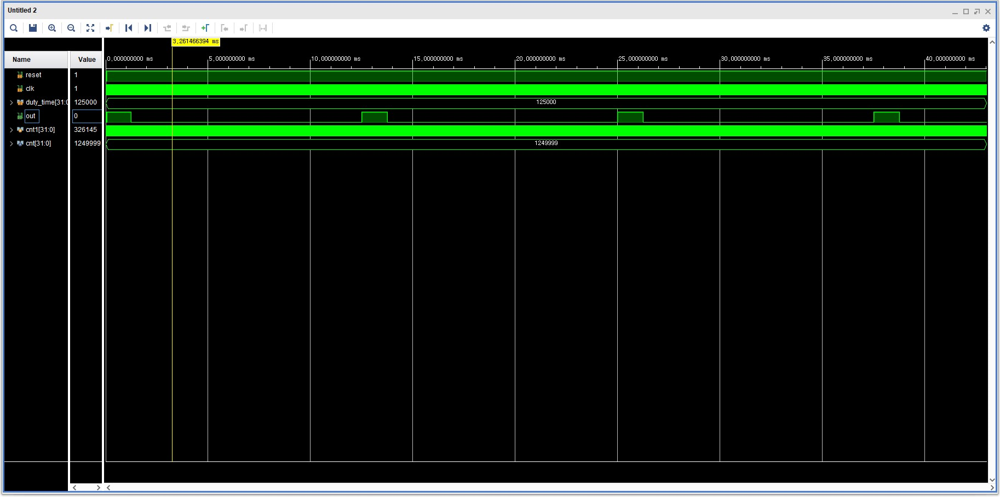 Untitled 2
3,261466394 ms
Name Value
0,000000000 ms 5,000000000 ms 10,000000000 ms 15,000000000 ms 20,000000000 ms 25,000000000 ms 30,000000000 ms 35,000000000 ms 40,000000000 ms
reset 1
clk 1
duty_time[31:0 125000 125000
out 0
cnt1[31:0] 326145
cnt[31:0] 1249999 1249999